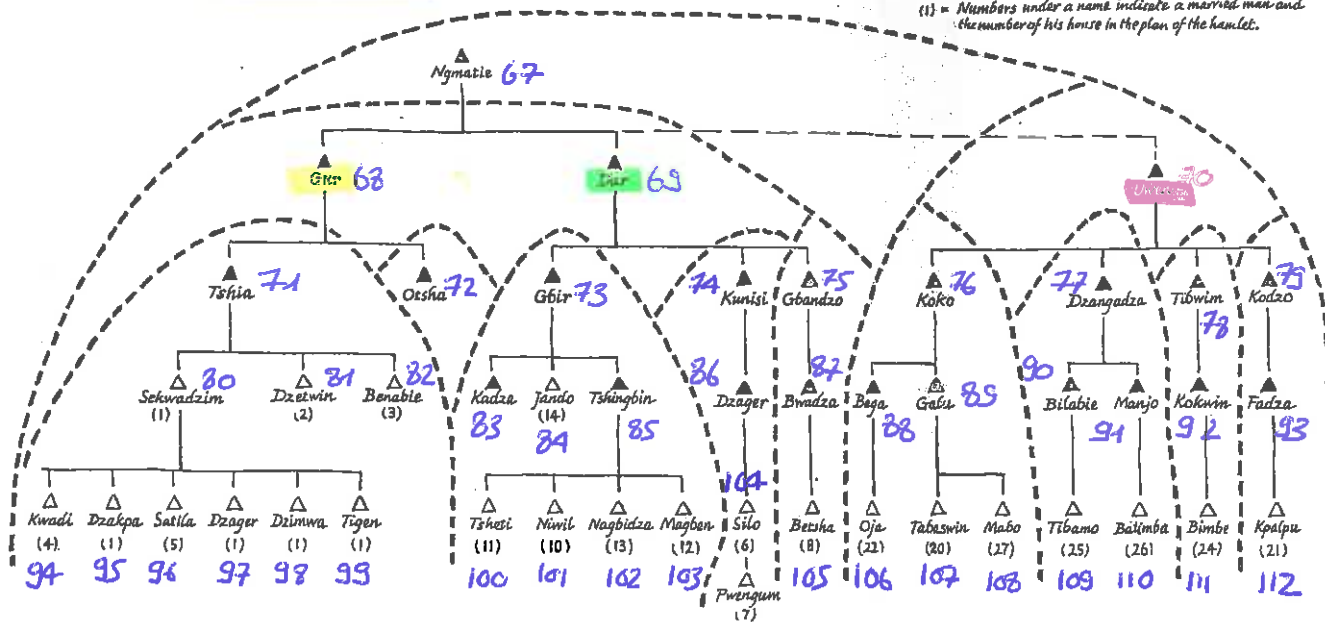 (1) = Numbers under a name indicate a married man and
the number of his house in the plan of the hamlet.
Ngmatie 67
68 69 70
Tshia 71 Otsha 72 Gbir 73 74 Kunisi 75 Gbandzo Koko 76 77 Dzangadza Tibwim 78 79 Kodzo
Sekwadzim 80 Dzetwin 81 Benabie 82 Kadza Jando Tshingbin 86 Dzager 87 Bwadza Bega Gabu 89 90 Bilabie Manjo Kokwin Fadza
(1) (2) (3) 83 (14) 84 85 88 91 92 93
104
Kwadi Dzakpa Satila Dzager Dzimwa Tigen Tsheti Niwil Nagbidza Magben Silo Betsha Oja Tabaswin Mabo Tibamo Batimba Bimbe Kpalpu
(4) (1) (5) (1) (1) (1) (11) (10) (13) (12) (6) (8) (22) (20) (27) (25) (26) (24) (21)
94 95 96 97 98 99 100 101 102 103 105 106 107 108 109 110 111 112
Pwengum
(7)